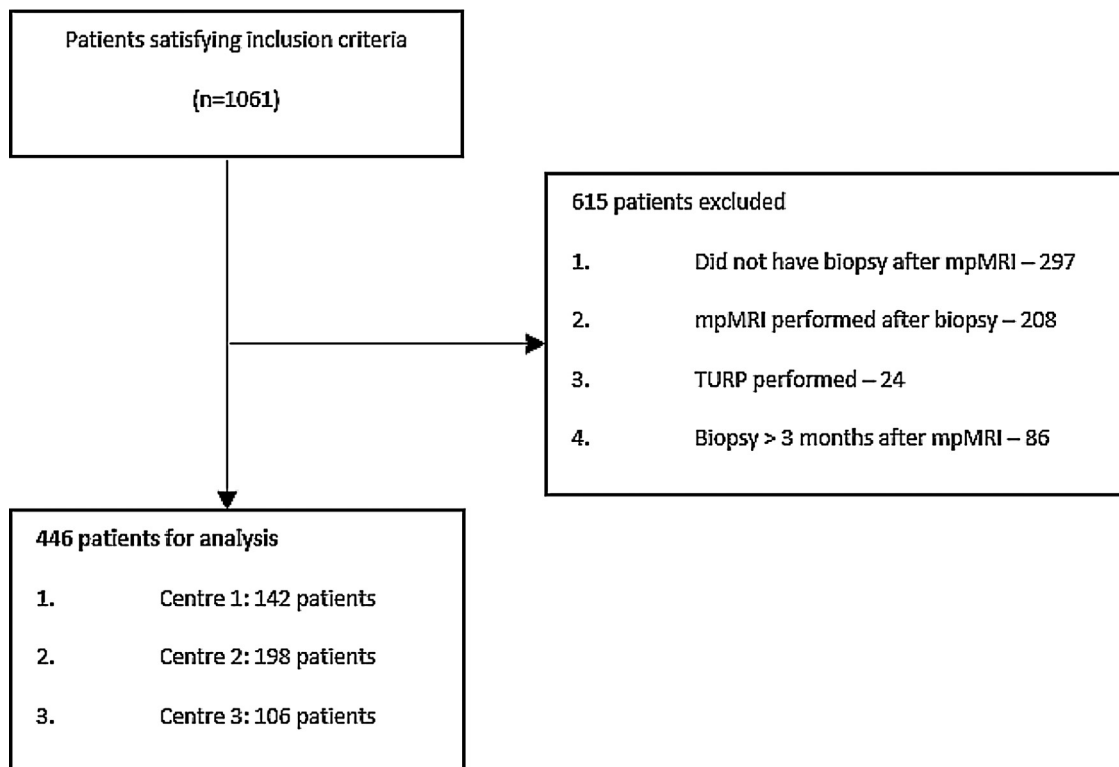 Patients satisfying inclusion criteria
(n=1061)
615 patients excluded
1. Did not have biopsy after mpMRI – 297
2. mpMRI performed after biopsy – 208
3. TURP performed – 24
4. Biopsy > 3 months after mpMRI – 86
446 patients for analysis
1. Centre 1: 142 patients
2. Centre 2: 198 patients
3. Centre 3: 106 patients